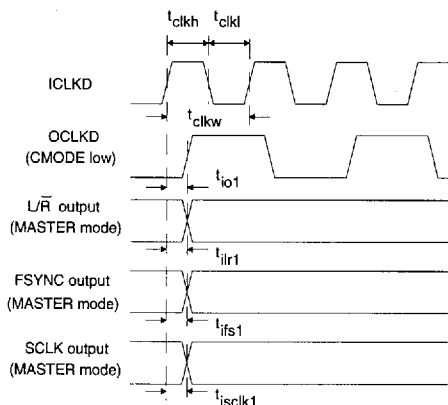 tclkh tclkl
ICLKD
tclkw
OCLKD
(CMODE low)
tio1
L/R̅ output
(MASTER mode)
tilr1
FSYNC output
(MASTER mode)
tifs1
SCLK output
(MASTER mode)
tisclk1